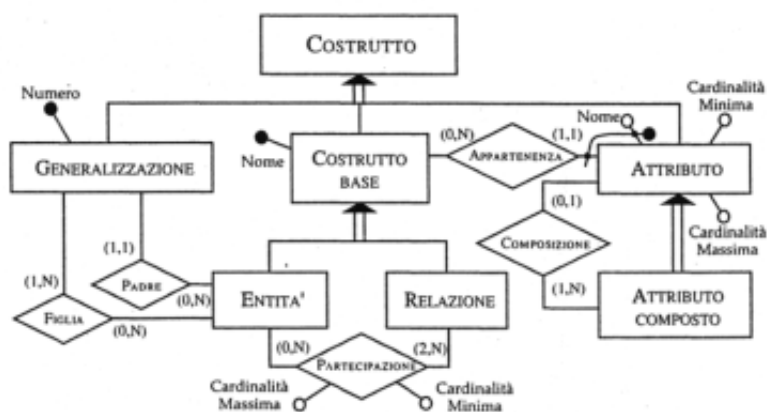 COSTRUTTO
Numero
Cardinalità
Minima
Nome
(0,N)
(1,1)
GENERALIZZAZIONE
Nome
COSTRUTTO
BASE
APPARTENENZA
ATTRIBUTO
(0,1)
Cardinalità
Massima
(1,1)
COMPOSIZIONE
(1,N)
PADRE
(0,N)
ENTITA'
RELAZIONE
(1,N)
ATTRIBUTO
COMPOSTO
FIGLIA
(0,N)
(0,N)
(2,N)
PARTECIPAZIONE
Cardinalità
Massima
Cardinalità
Minima